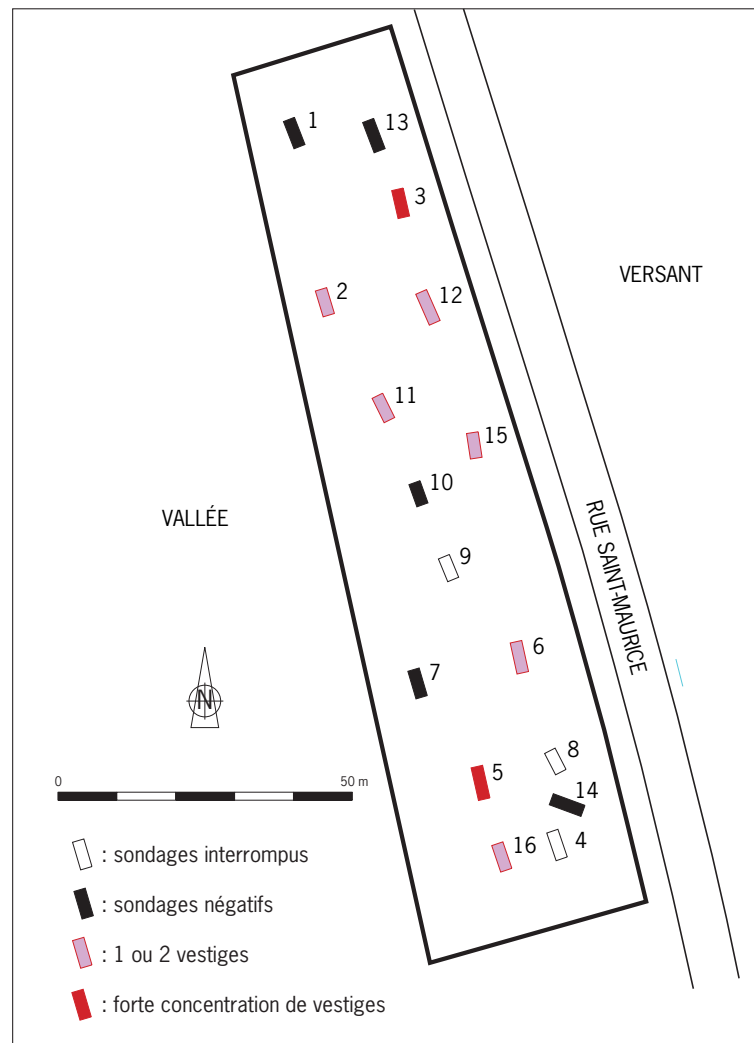 1
13
3
2
12
VERSANT
11
15
10
VALLÉE
9
RUE SAINT-MAURICE
6
7
N
8
5
14
0 50 m
16
4
: sondages interrompus
: sondages négatifs
: 1 ou 2 vestiges
: forte concentration de vestiges